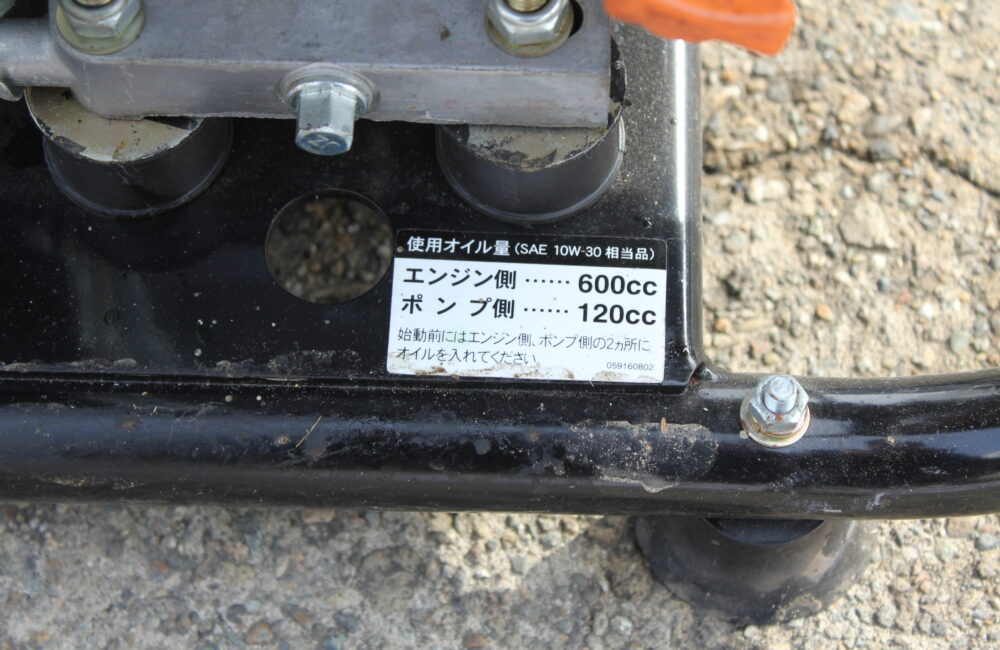 使用オイル量(SAE 10W-30 相当品)
エンジン側 …… 600cc
ポンプ側 …… 120cc
始動前にはエンジン側、ポンプ側の2ヵ所に
オイルを入れてください。
059160802